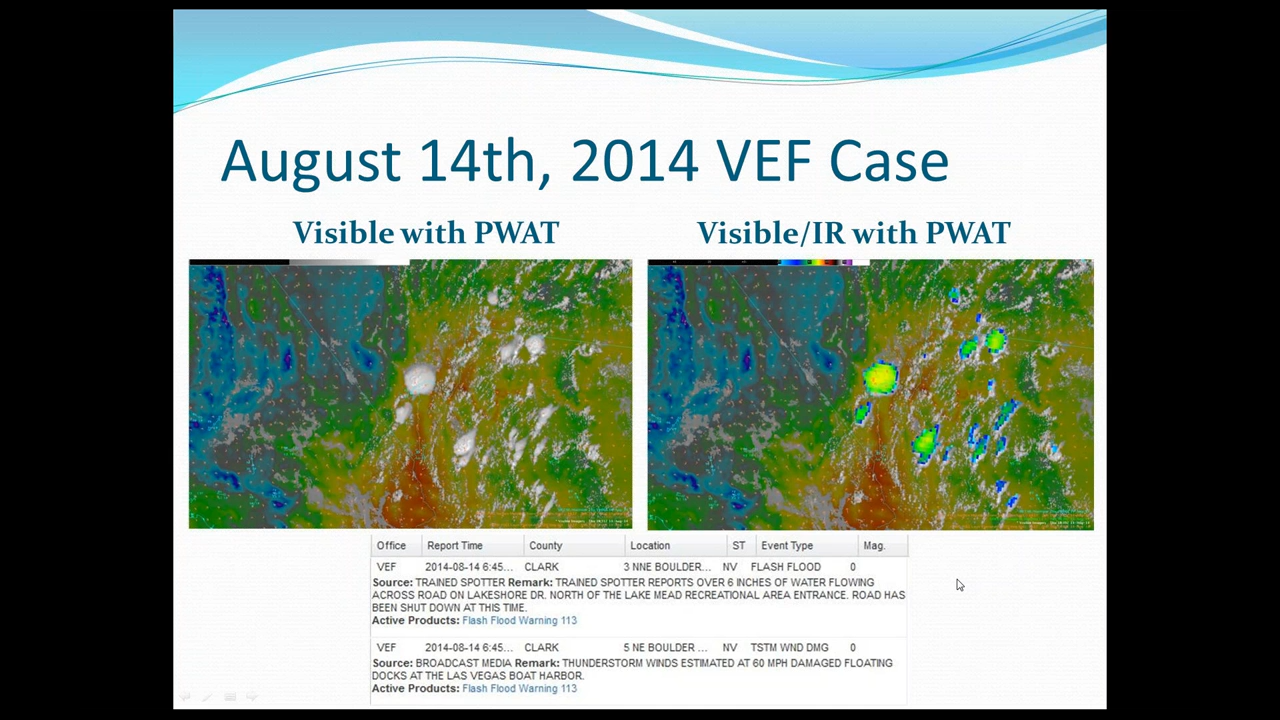 August 14th, 2014 VEF Case
Visible with PWAT
Visible/IR with PWAT
Office Report Time County Location ST Event Type Mag.
VEF 2014-08-14 6:45... CLARK 3 NNE BOULDER... NV FLASH FLOOD 0
Source: TRAINED SPOTTER Remark: TRAINED SPOTTER REPORTS OVER 6 INCHES OF WATER FLOWING
ACROSS ROAD ON LAKESHORE DR. NORTH OF THE LAKE MEAD RECREATIONAL AREA ENTRANCE. ROAD HAS
BEEN SHUT DOWN AT THIS TIME.
Active Products: Flash Flood Warning 113
VEF 2014-08-14 6:45... CLARK 5 NE BOULDER ... NV TSTM WND DMG 0
Source: BROADCAST MEDIA Remark: THUNDERSTORM WINDS ESTIMATED AT 60 MPH DAMAGED FLOATING
DOCKS AT THE LAS VEGAS BOAT HARBOR.
Active Products: Flash Flood Warning 113